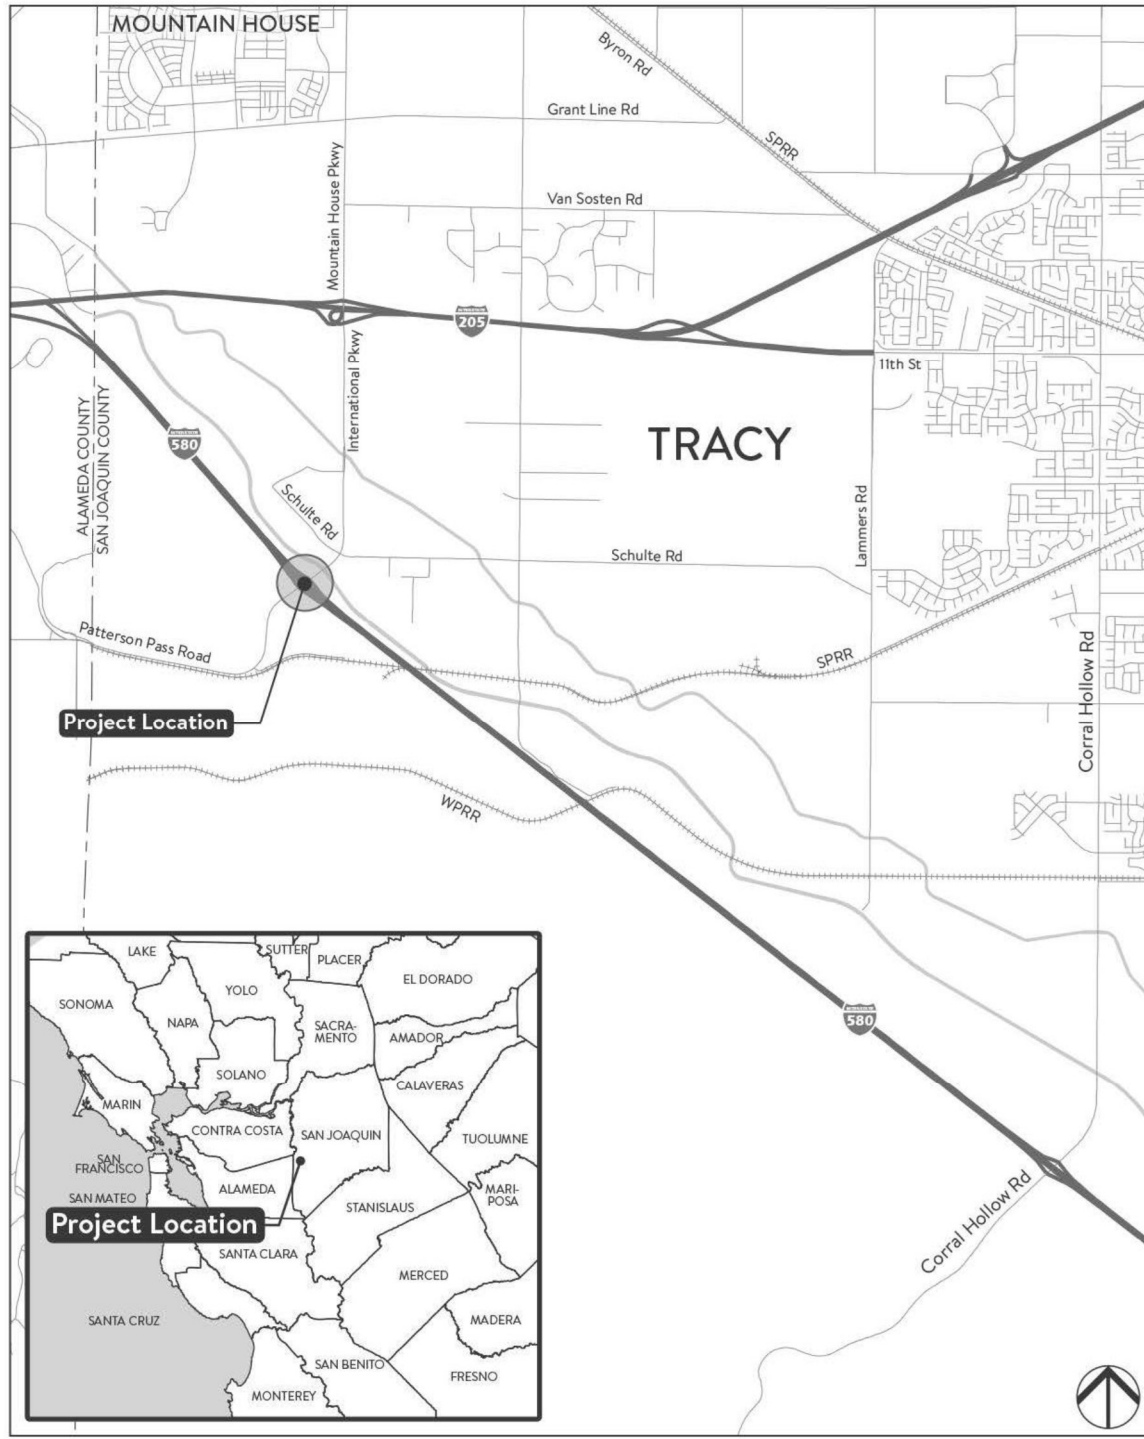 MOUNTAIN HOUSE
Byron Rd
Grant Line Rd
SPRR
Mountain House Pkwy
Van Sosten Rd
205
International Pkwy
11th St
580
TRACY
ALAMEDA COUNTY
SAN JOAQUIN COUNTY
Schulte Rd
Lammers Rd
Schulte Rd
Patterson Pass Road
SPRR
Corral Hollow Rd
Project Location
WPRR
580
Corral Hollow Rd
LAKE
SUTTER
PLACER
EL DORADO
YOLO
SONOMA
NAPA
SACRA-
MENTO
AMADOR
SOLANO
CALAVERAS
MARIN
CONTRA COSTA
SAN JOAQUIN
TUOLUMNE
SAN
FRANCISCO
ALAMEDA
MARI-
POSA
SAN MATEO
STANISLAUS
Project Location
SANTA CLARA
MERCED
SANTA CRUZ
MADERA
SAN BENITO
FRESNO
MONTEREY